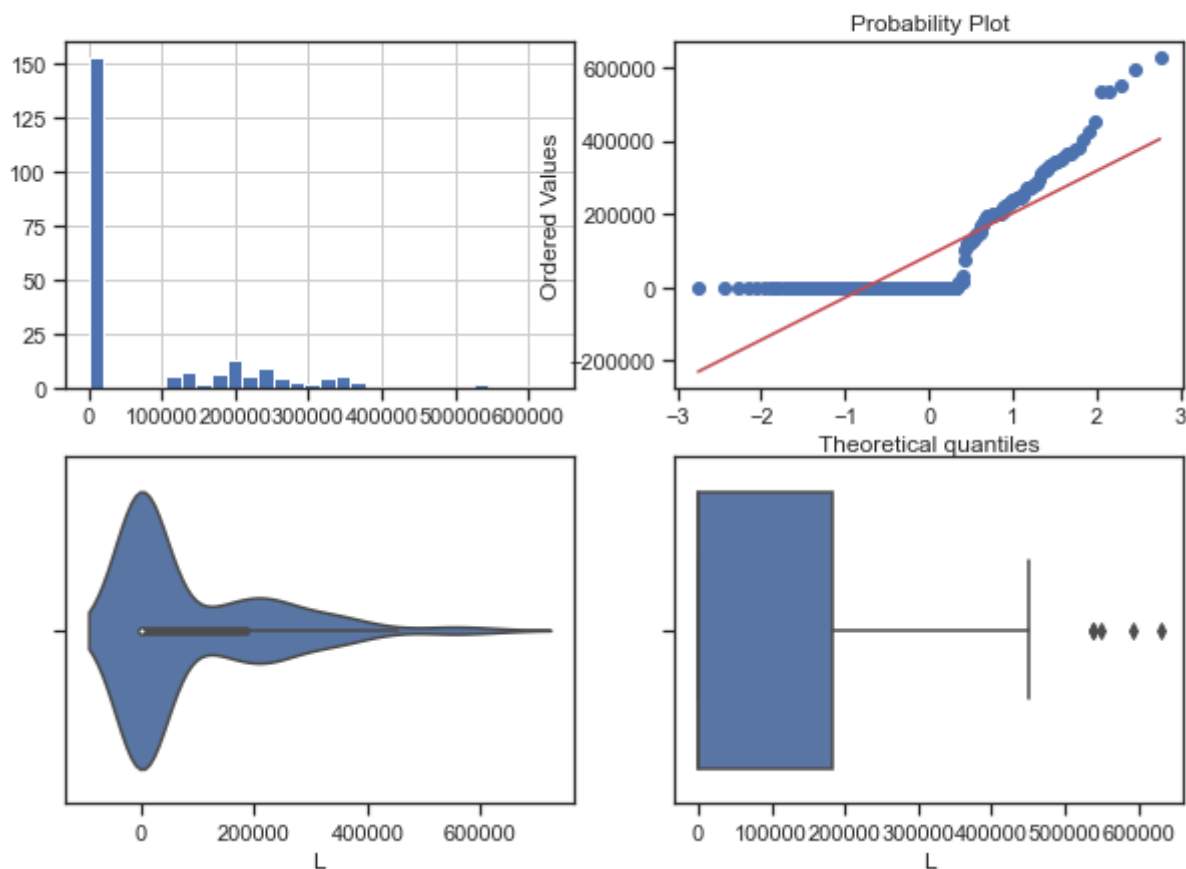 Probability Plot
150
125
100
75
50
25
0
0 100000 200000 300000 400000 500000 600000
Ordered Values
600000
400000
200000
0
−200000
−3 −2 −1 0 1 2 3
Theoretical quantiles
0 200000 400000 600000
L
0 100000 200000 300000 400000 500000 600000
L